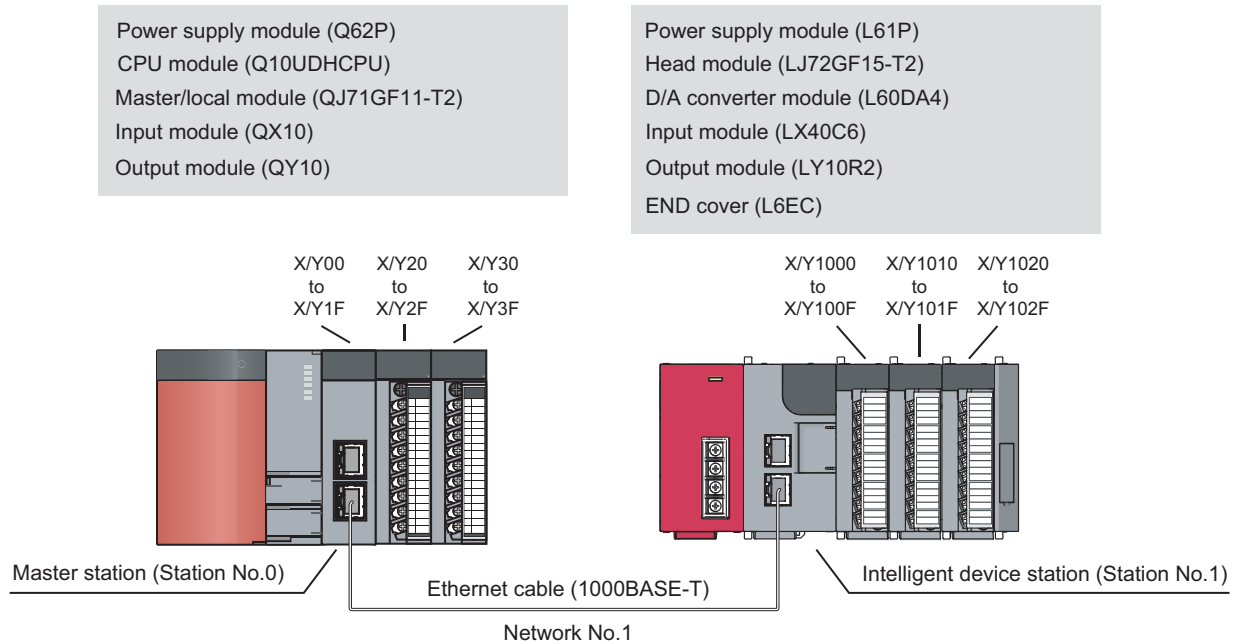 Power supply module (Q62P)
CPU module (Q10UDHCPU)
Master/local module (QJ71GF11-T2)
Input module (QX10)
Output module (QY10)
Power supply module (L61P)
Head module (LJ72GF15-T2)
D/A converter module (L60DA4)
Input module (LX40C6)
Output module (LY10R2)
END cover (L6EC)
X/Y00
to
X/Y1F
X/Y20
to
X/Y2F
X/Y30
to
X/Y3F
X/Y1000
to
X/Y100F
X/Y1010
to
X/Y101F
X/Y1020
to
X/Y102F
Master station (Station No.0)
Ethernet cable (1000BASE-T)
Intelligent device station (Station No.1)
Network No.1